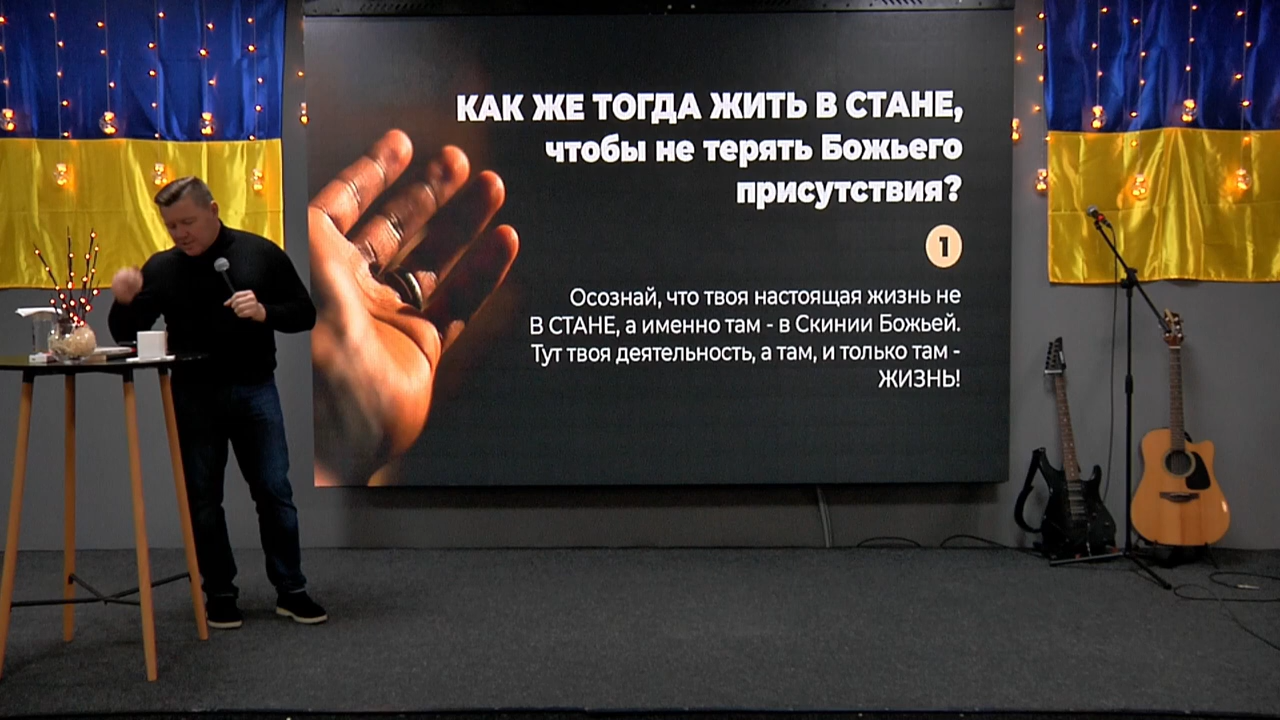 КАК ЖЕ ТОГДА ЖИТЬ В СТАНЕ,
чтобы не терять Божьего
присутствия?
1
Осознай, что твоя настоящая жизнь не
В СТАНЕ, а именно там - в Скинии Божьей.
Тут твоя деятельность, а там, и только там -
ЖИЗНЬ!